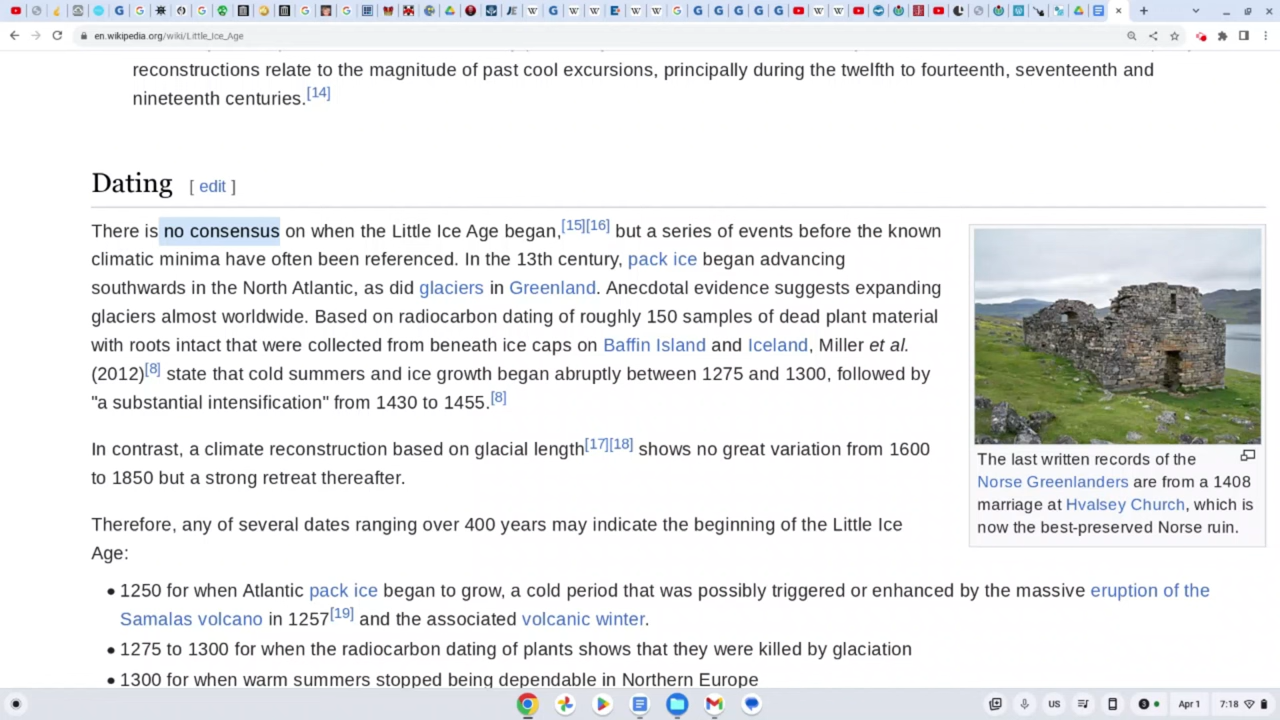 en.wikipedia.org/wiki/Little_Ice_Age
reconstructions relate to the magnitude of past cool excursions, principally during the twelfth to fourteenth, seventeenth and
nineteenth centuries.[14]
Dating [ edit ]
There is no consensus on when the Little Ice Age began,[15][16] but a series of events before the known
climatic minima have often been referenced. In the 13th century, pack ice began advancing
southwards in the North Atlantic, as did glaciers in Greenland. Anecdotal evidence suggests expanding
glaciers almost worldwide. Based on radiocarbon dating of roughly 150 samples of dead plant material
with roots intact that were collected from beneath ice caps on Baffin Island and Iceland, Miller et al.
(2012)[8] state that cold summers and ice growth began abruptly between 1275 and 1300, followed by
"a substantial intensification" from 1430 to 1455.[8]
In contrast, a climate reconstruction based on glacial length[17][18] shows no great variation from 1600
to 1850 but a strong retreat thereafter.
Therefore, any of several dates ranging over 400 years may indicate the beginning of the Little Ice
Age:
The last written records of the
Norse Greenlanders are from a 1408
marriage at Hvalsey Church, which is
now the best-preserved Norse ruin.
• 1250 for when Atlantic pack ice began to grow, a cold period that was possibly triggered or enhanced by the massive eruption of the
Samalas volcano in 1257[19] and the associated volcanic winter.
• 1275 to 1300 for when the radiocarbon dating of plants shows that they were killed by glaciation
• 1300 for when warm summers stopped being dependable in Northern Europe
US 3 Apr 1 7:18